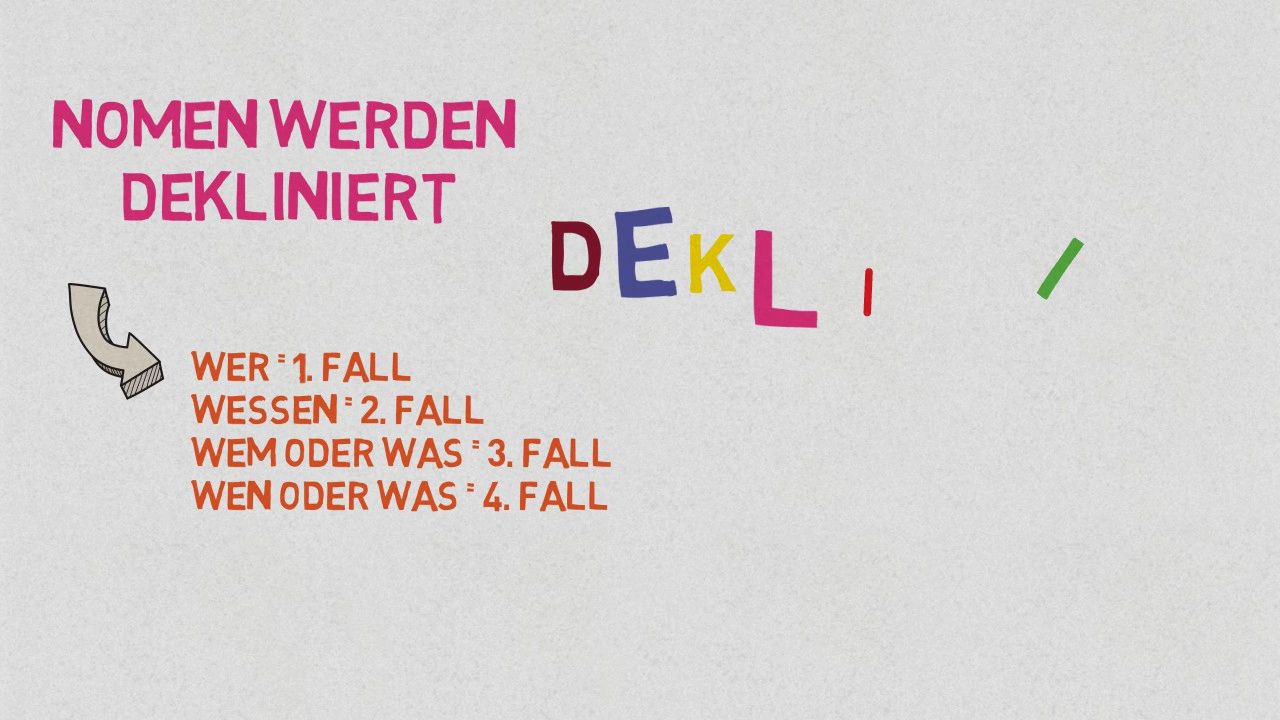 NOMEN WERDEN
DEKLINIERT
DEKLI
WER = 1. FALL
WESSEN = 2. FALL
WEM ODER WAS = 3. FALL
WEN ODER WAS = 4. FALL